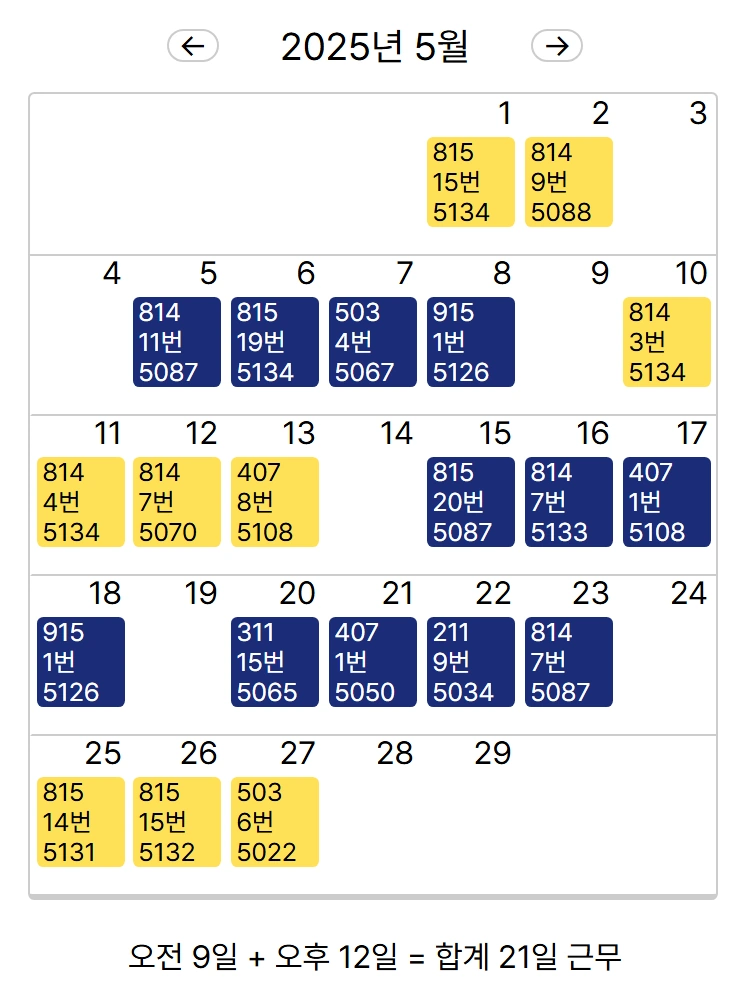 ← 2025년 5월 →
1 2 3
815 814
15번 9번
5134 5088
4 5 6 7 8 9 10
814 815 503 915 814
11번 19번 4번 1번 3번
5087 5134 5067 5126 5134
11 12 13 14 15 16 17
814 814 407 815 814 407
4번 7번 8번 20번 7번 1번
5134 5070 5108 5087 5133 5108
18 19 20 21 22 23 24
915 311 407 211 814
1번 15번 1번 9번 7번
5126 5065 5050 5034 5087
25 26 27 28 29
815 815 503
14번 15번 6번
5131 5132 5022
오전 9일 + 오후 12일 = 합계 21일 근무